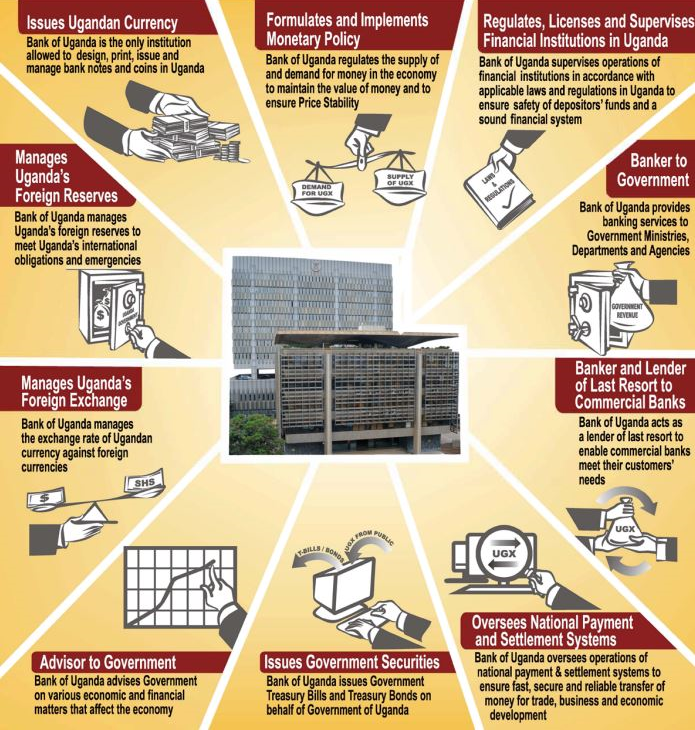 Issues Ugandan Currency
Bank of Uganda is the only institution
allowed to design, print, issue and
manage bank notes and coins in Uganda
Formulates and Implements
Monetary Policy
Bank of Uganda regulates the supply of
and demand for money in the economy
to maintain the value of money and to
ensure Price Stability
DEMAND
FOR UGX
SUPPLY
OF UGX
Regulates, Licenses and Supervises
Financial Institutions in Uganda
Bank of Uganda supervises operations of
financial institutions in accordance with
applicable laws and regulations in Uganda to
ensure safety of depositors' funds and a
sound financial system
LAWS
&
REGULATIONS
Manages
Uganda's
Foreign Reserves
Bank of Uganda manages
Uganda's foreign reserves to
meet Uganda's international
obligations and emergencies
$
$
Banker to
Government
Bank of Uganda provides
banking services to
Government Ministries,
Departments and Agencies
GOVERNMENT
REVENUE
Manages Uganda's
Foreign Exchange
Bank of Uganda manages
the exchange rate of Ugandan
currency against foreign
currencies
$
SHS
Banker and Lender
of Last Resort to
Commercial Banks
Bank of Uganda acts as
a lender of last resort to
enable commercial banks
meet their customers'
needs
UGX
Advisor to Government
Bank of Uganda advises Government
on various economic and financial
matters that affect the economy
T-BILLS / BONDS
UGX FROM PUBLIC
Issues Government Securities
Bank of Uganda issues Government
Treasury Bills and Treasury Bonds on
behalf of Government of Uganda
UGX
Oversees National Payment
and Settlement Systems
Bank of Uganda oversees operations of
national payment & settlement systems to
ensure fast, secure and reliable transfer of
money for trade, business and economic
development